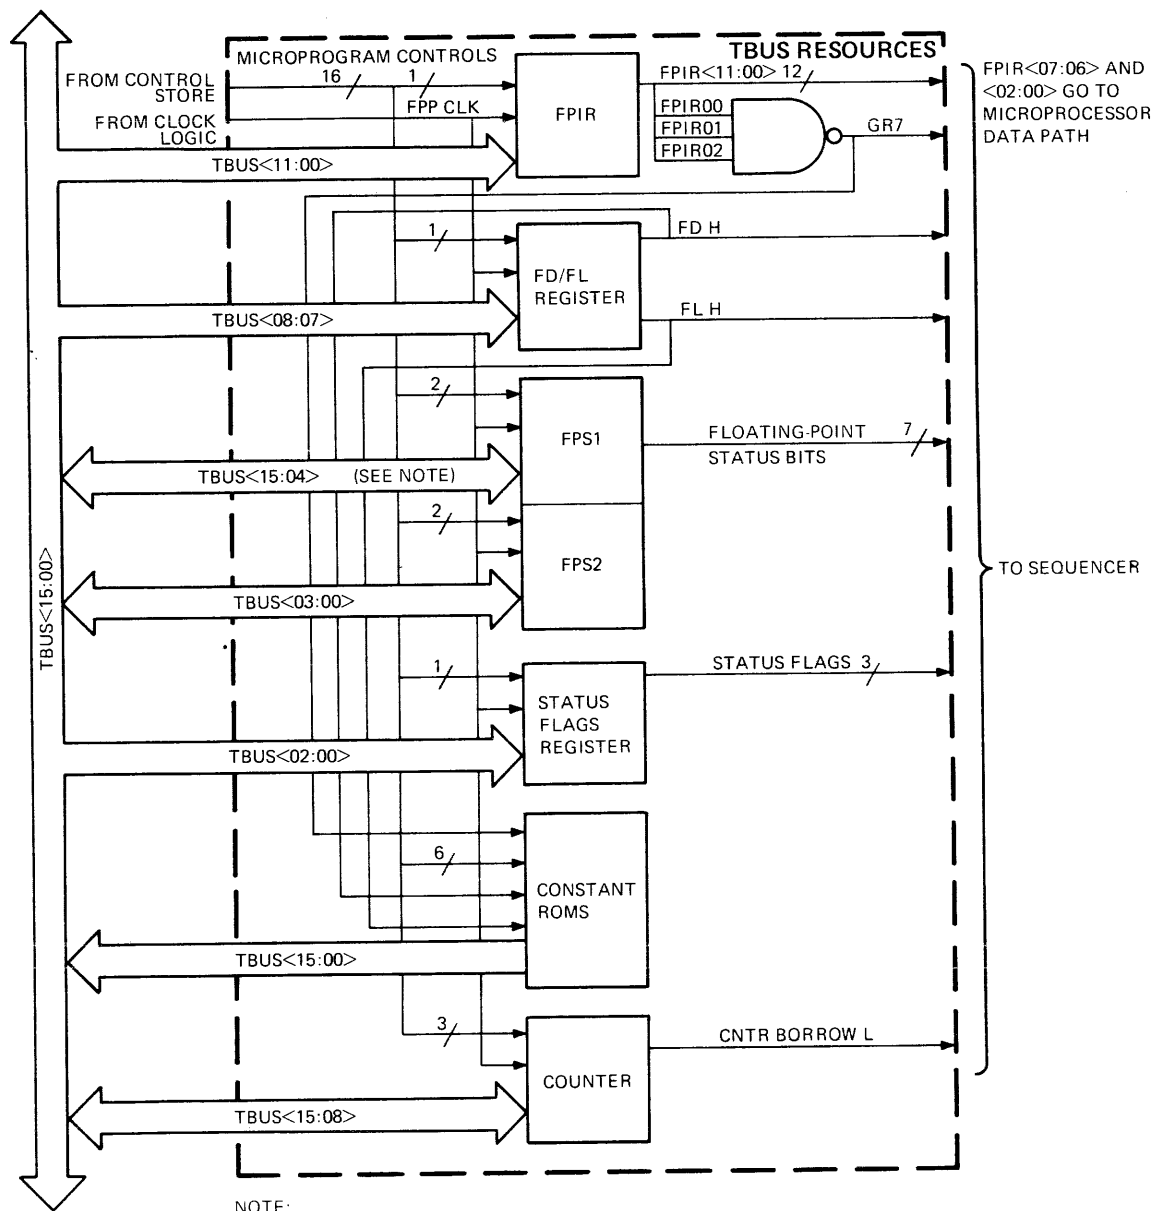 MICROPROGRAM CONTROLS
TBUS RESOURCES
FROM CONTROL
STORE
16
1
FROM CLOCK
LOGIC
FPP CLK
FPIR
FPIR<11:00> 12
FPIR00
FPIR01
FPIR02
GR7
FPIR<07:06> AND
<02:00> GO TO
MICROPROCESSOR
DATA PATH
TBUS<11:00>
1
FD/FL
REGISTER
FD H
FL H
TBUS<08:07>
2
FPS1
FLOATING-POINT
STATUS BITS
7
TBUS<15:04> (SEE NOTE)
2
FPS2
TBUS<03:00>
TBUS<15:00>
TO SEQUENCER
1
STATUS
FLAGS
REGISTER
STATUS FLAGS 3
TBUS<02:00>
6
CONSTANT
ROMS
TBUS<15:00>
3
COUNTER
CNTR BORROW L
TBUS<15:08>
NOTE: